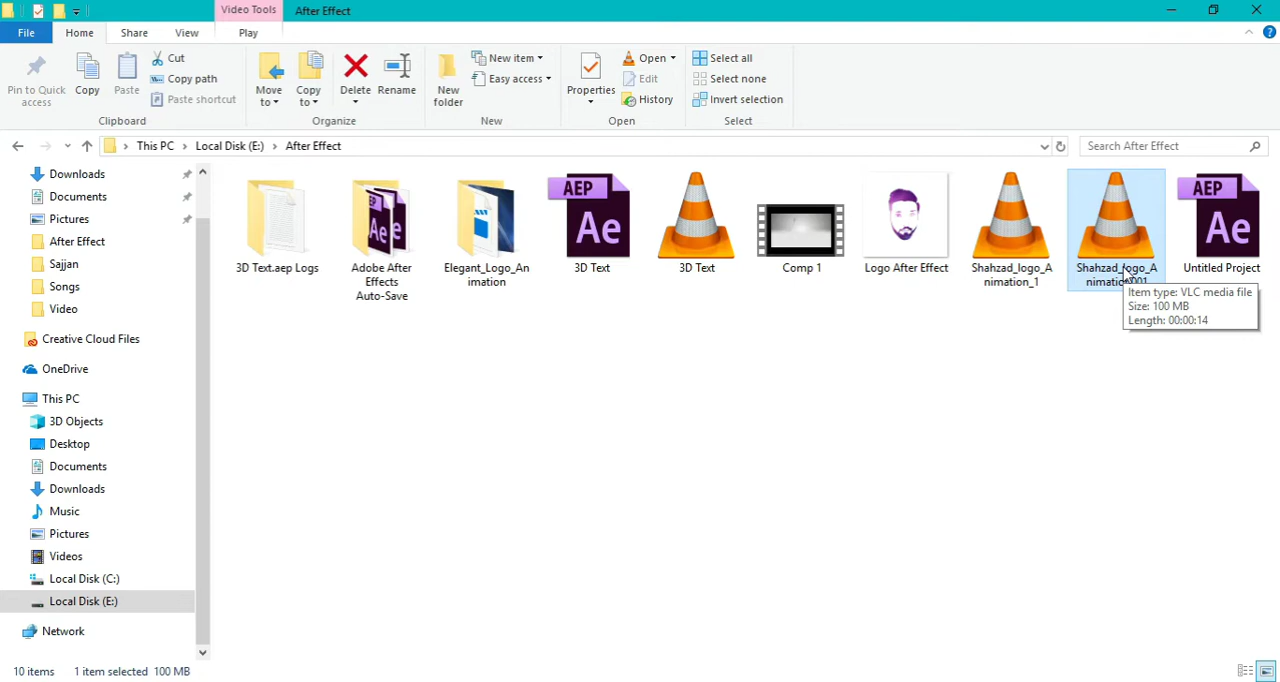 Video Tools
After Effect
File
Home
Share
View
Play
Pin to Quick access
Copy
Paste
Cut
Copy path
Paste shortcut
Clipboard
Move to
Copy to
Delete
Rename
Organize
New folder
New item
Easy access
New
Properties
Open
Edit
History
Open
Select all
Select none
Invert selection
Select
This PC
Local Disk (E:)
After Effect
Search After Effect
Downloads
Documents
Pictures
After Effect
Sajjan
Songs
Video
Creative Cloud Files
OneDrive
This PC
3D Objects
Desktop
Documents
Downloads
Music
Pictures
Videos
Local Disk (C:)
Local Disk (E:)
Network
3D Text.aep Logs
Ae
Adobe After
Effects
Auto-Save
Elegant_Logo_An
imation
AEP
Ae
3D Text
3D Text
Comp 1
Logo After Effect
Shahzad_logo_A
nimation_1
Shahzad_logo_A
AEP
Ae
Untitled Project
Item type: VLC media file
Size: 100 MB
Length: 00:00:14
10 items
1 item selected 100 MB